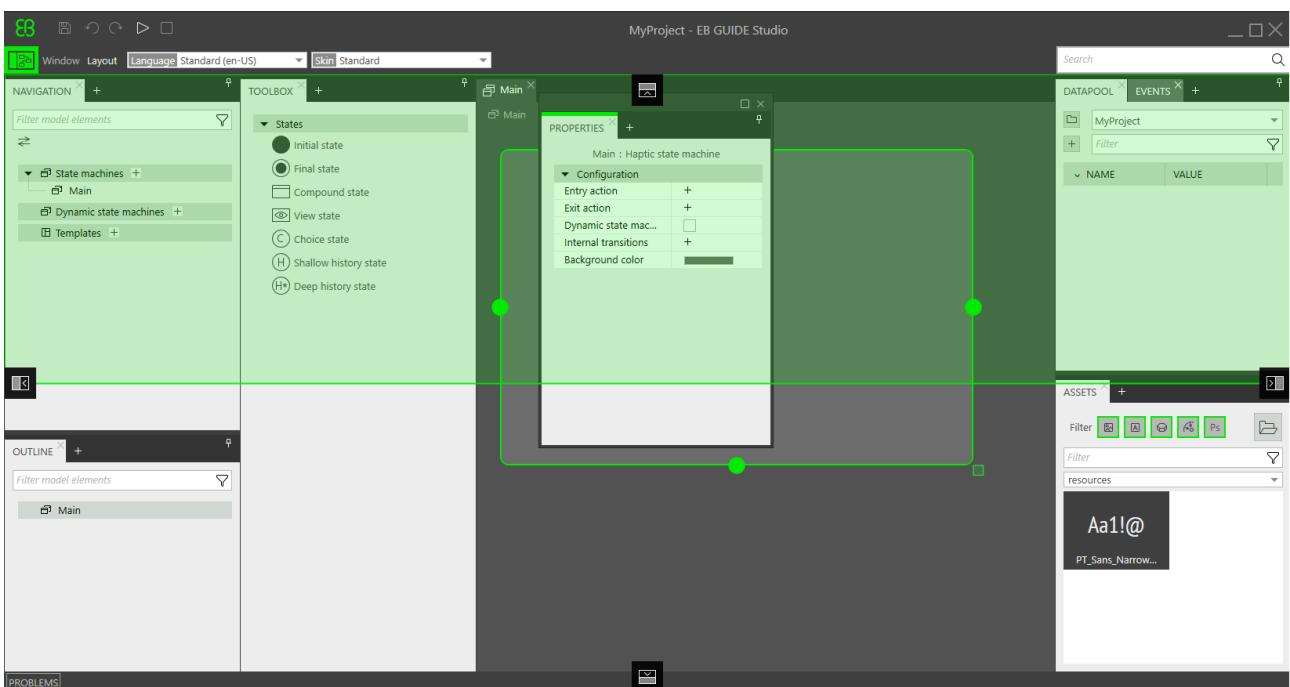 MyProject - EB GUIDE Studio
Window Layout Language Standard (en-US) Skin Standard
Search
NAVIGATION
Filter model elements
State machines
Main
Dynamic state machines
Templates
OUTLINE
Filter model elements
Main
TOOLBOX
States
Initial state
Final state
Compound state
View state
C Choice state
H Shallow history state
H* Deep history state
Main
Main
PROPERTIES
Main : Haptic state machine
Configuration
Entry action +
Exit action +
Dynamic state mac...
Internal transitions +
Background color
DATAPOOL EVENTS
MyProject
Filter
NAME VALUE
ASSETS
Filter A Ps
Filter
resources
Aa1!@
PT_Sans_Narrow...
PROBLEMS